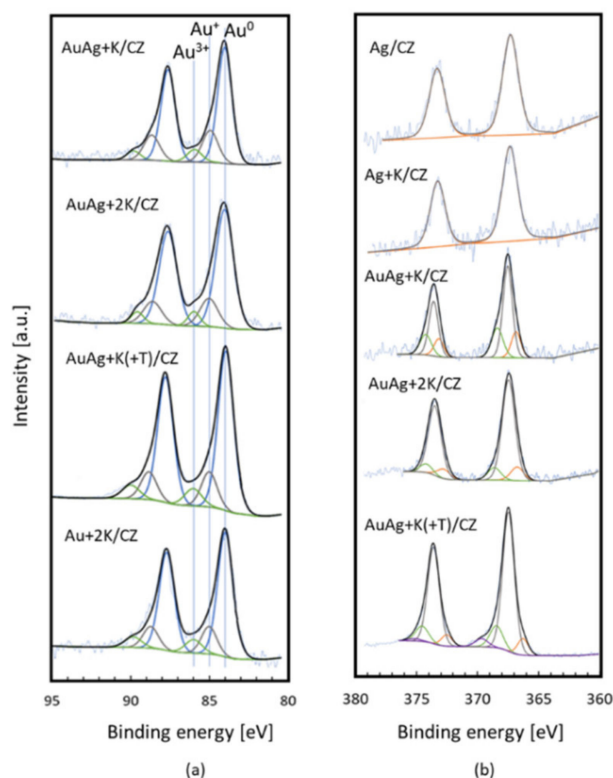 AuAg+K/CZ
Au³⁺
Au⁺
Au⁰
AuAg+2K/CZ
AuAg+K(+T)/CZ
Au+2K/CZ
Intensity [a.u.]
95 90 85 80
Binding energy [eV]
(a)
Ag/CZ
Ag+K/CZ
AuAg+K/CZ
AuAg+2K/CZ
AuAg+K(+T)/CZ
380 375 370 365 360
Binding energy [eV]
(b)